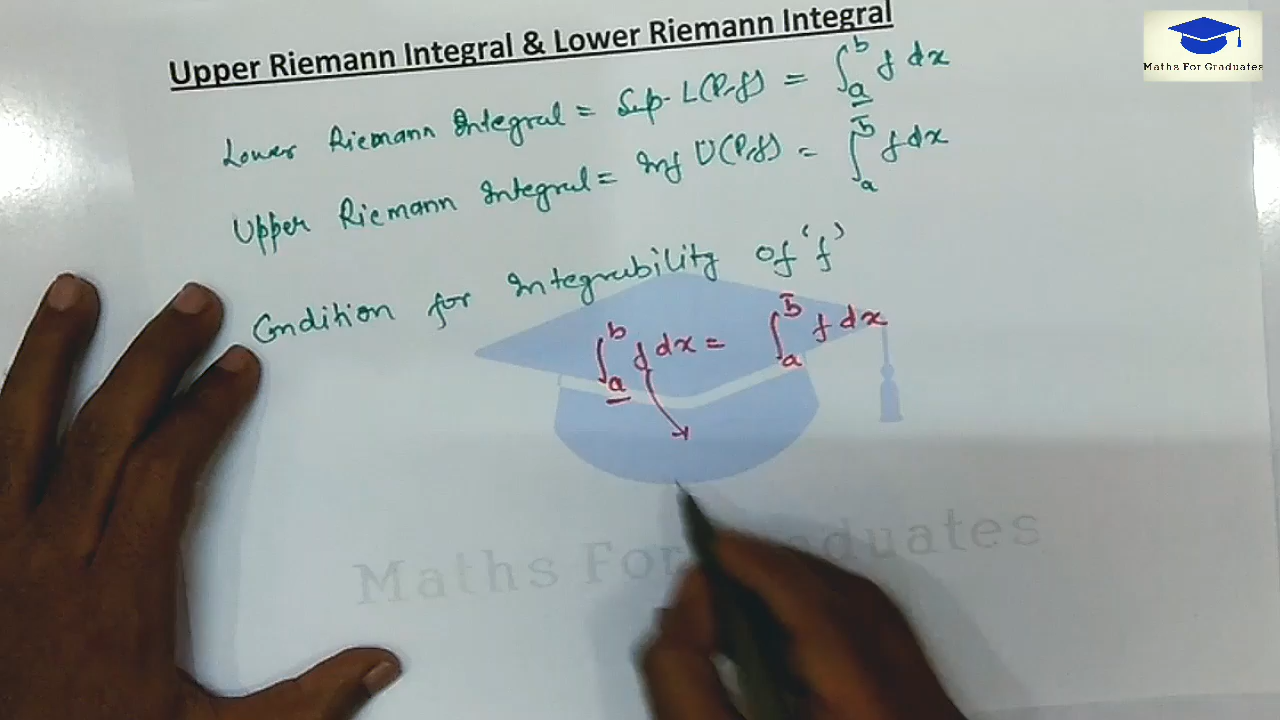 Upper Riemann Integral & Lower Riemann Integral
Maths For Graduates
Lower Riemann Integral = Sup. L(P,f) = ∫_a̲^b f dx
Upper Riemann Integral = Inf U(P,f) = ∫_a^b̄ f dx
Condition for Integrability of 'f'
∫_a̲^b f dx = ∫_a^b̄ f dx
Maths For Graduates